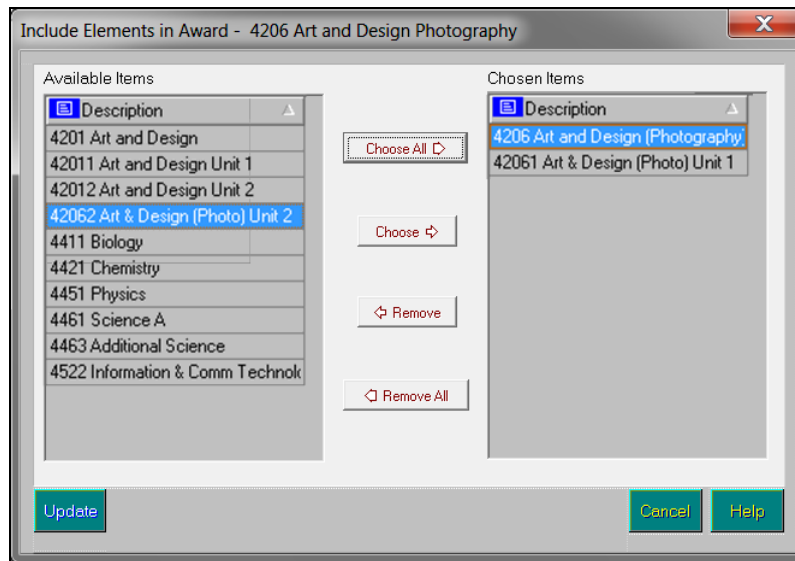 Include Elements in Award - 4206 Art and Design Photography
X
Available Items
Description
4201 Art and Design
42011 Art and Design Unit 1
42012 Art and Design Unit 2
42062 Art & Design (Photo) Unit 2
4411 Biology
4421 Chemistry
4451 Physics
4461 Science A
4463 Additional Science
4522 Information & Comm Technolo
Choose All
Choose
Remove
Remove All
Chosen Items
Description
4206 Art and Design (Photography)
42061 Art & Design (Photo) Unit 1
Update
Cancel
Help